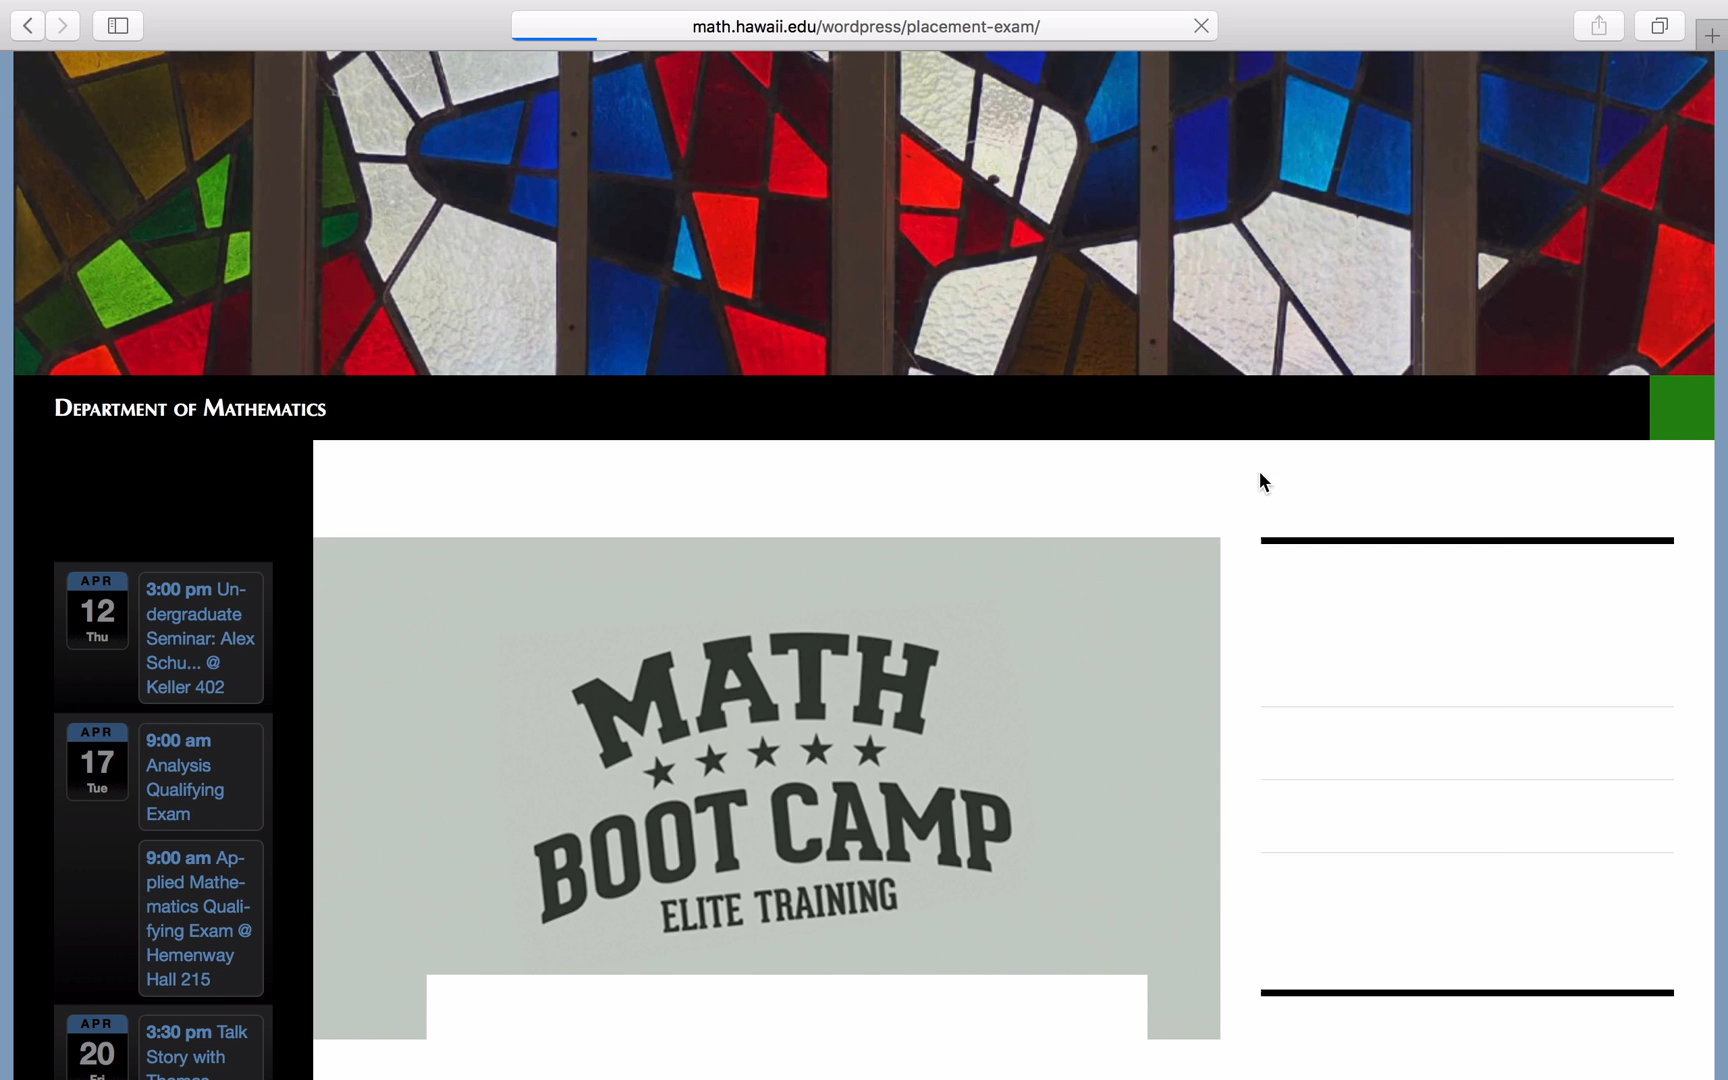 math.hawaii.edu/wordpress/placement-exam/
DEPARTMENT OF MATHEMATICS
APR
12
Thu
3:00 pm Un-
dergraduate
Seminar: Alex
Schu... @
Keller 402
APR
17
Tue
9:00 am
Analysis
Qualifying
Exam
9:00 am Ap-
plied Mathe-
matics Quali-
fying Exam @
Hemenway
Hall 215
APR
20
Fri
3:30 pm Talk
Story with
MATH
BOOT CAMP
ELITE TRAINING